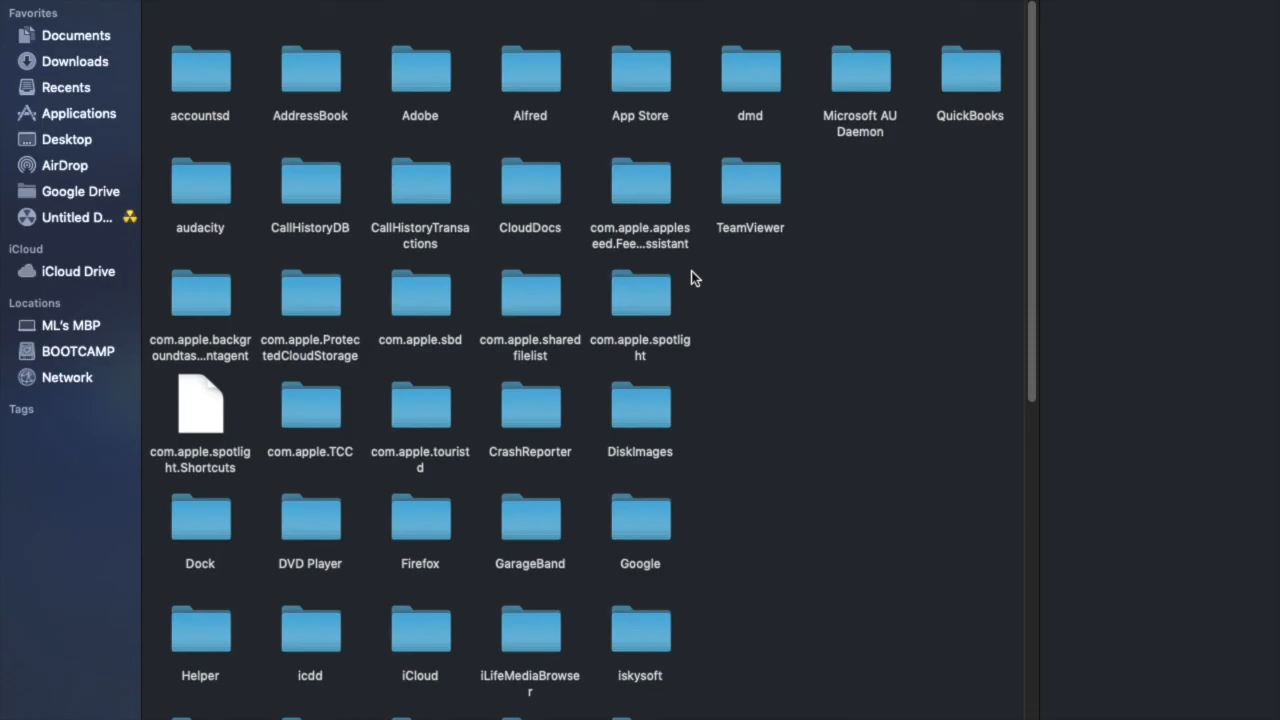 Favorites
Documents
Downloads
Recents
Applications
Desktop
AirDrop
Google Drive
Untitled D...
iCloud
iCloud Drive
Locations
ML's MBP
BOOTCAMP
Network
Tags
accountsd
AddressBook
Adobe
Alfred
App Store
dmd
Microsoft AU
Daemon
QuickBooks
audacity
CallHistoryDB
CallHistoryTransa
ctions
CloudDocs
com.apple.apples
eed.Fee...ssistant
TeamViewer
com.apple.backgr
oundtas...ntagent
com.apple.Protec
tedCloudStorage
com.apple.sbd
com.apple.shared
filelist
com.apple.spotlig
ht
com.apple.spotlig
ht.Shortcuts
com.apple.TCC
com.apple.tourist
d
CrashReporter
DiskImages
Dock
DVD Player
Firefox
GarageBand
Google
Helper
icdd
iCloud
iLifeMediaBrowse
r
iskysoft